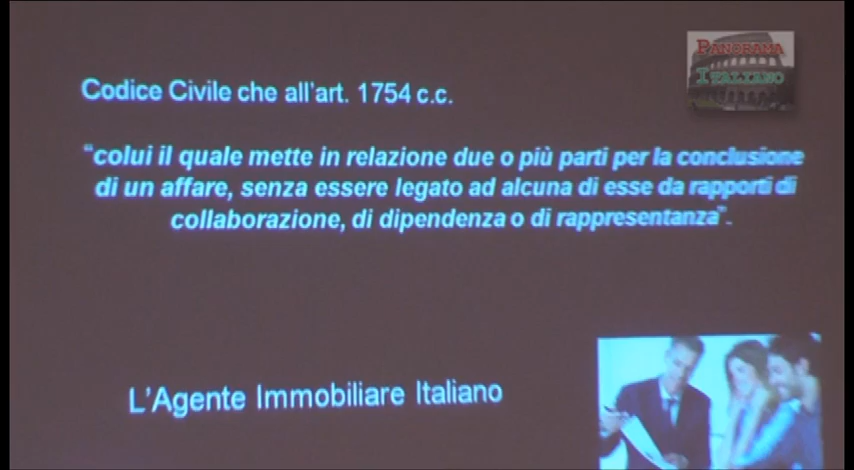 PANORAMA
ITALIANO
Codice Civile che all'art. 1754 c.c.
"colui il quale mette in relazione due o più parti per la conclusione
di un affare, senza essere legato ad alcuna di esse da rapporti di
collaborazione, di dipendenza o di rappresentanza".
L'Agente Immobiliare Italiano